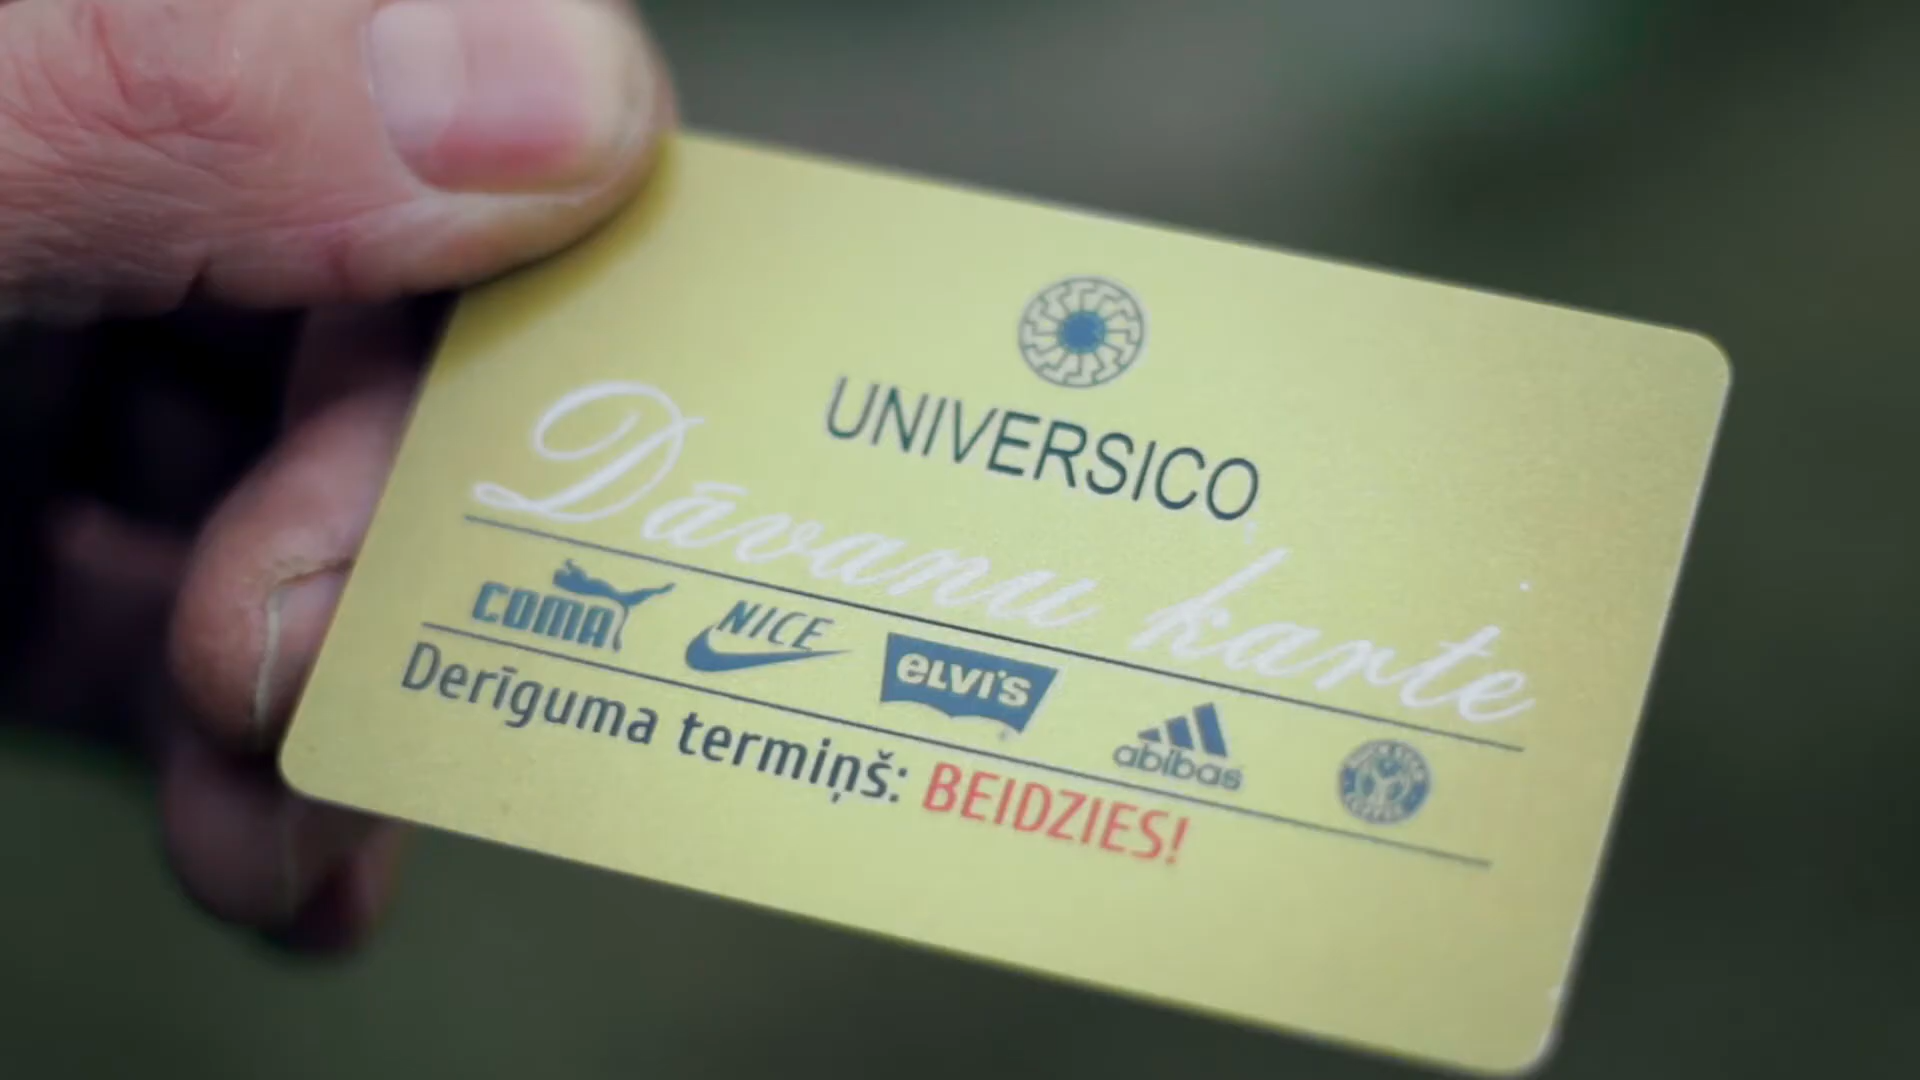 UNIVERSICO
Dāvanu karte
COMA NICE ELVI'S abibas
Derīguma termiņš: BEIDZIES!